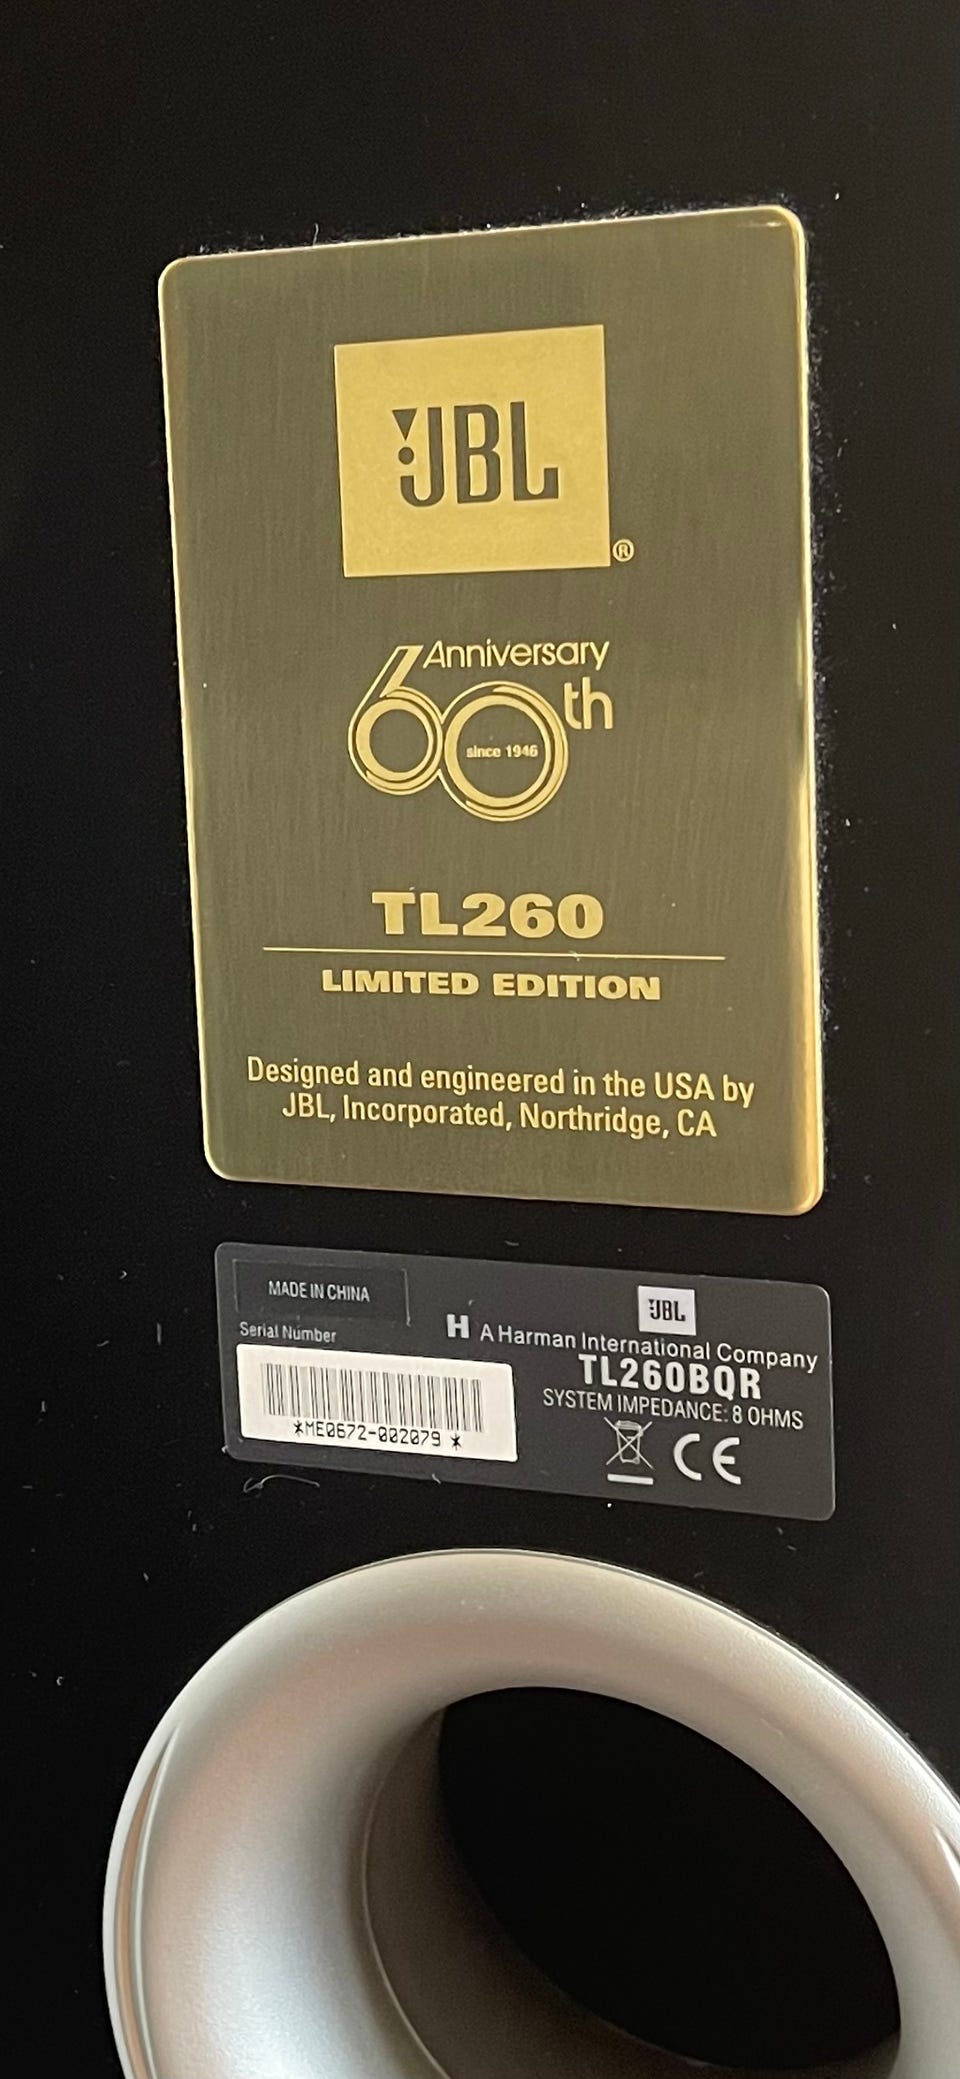 JBL
®
Anniversary
60th
since 1946
TL260
LIMITED EDITION
Designed and engineered in the USA by
JBL, Incorporated, Northridge, CA
MADE IN CHINA
Serial Number
*ME0672-002079 *
JBL
H A Harman International Company
TL260BQR
SYSTEM IMPEDANCE: 8 OHMS
CE